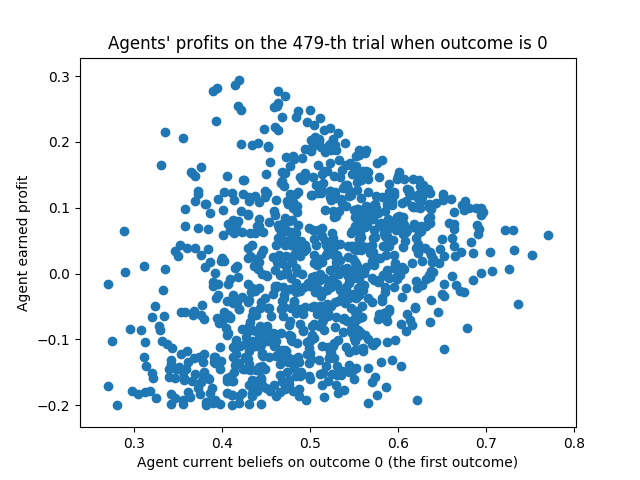 Agents' profits on the 479-th trial when outcome is 0
0.3
0.2
0.1
0.0
−0.1
−0.2
Agent earned profit
0.3 0.4 0.5 0.6 0.7 0.8
Agent current beliefs on outcome 0 (the first outcome)